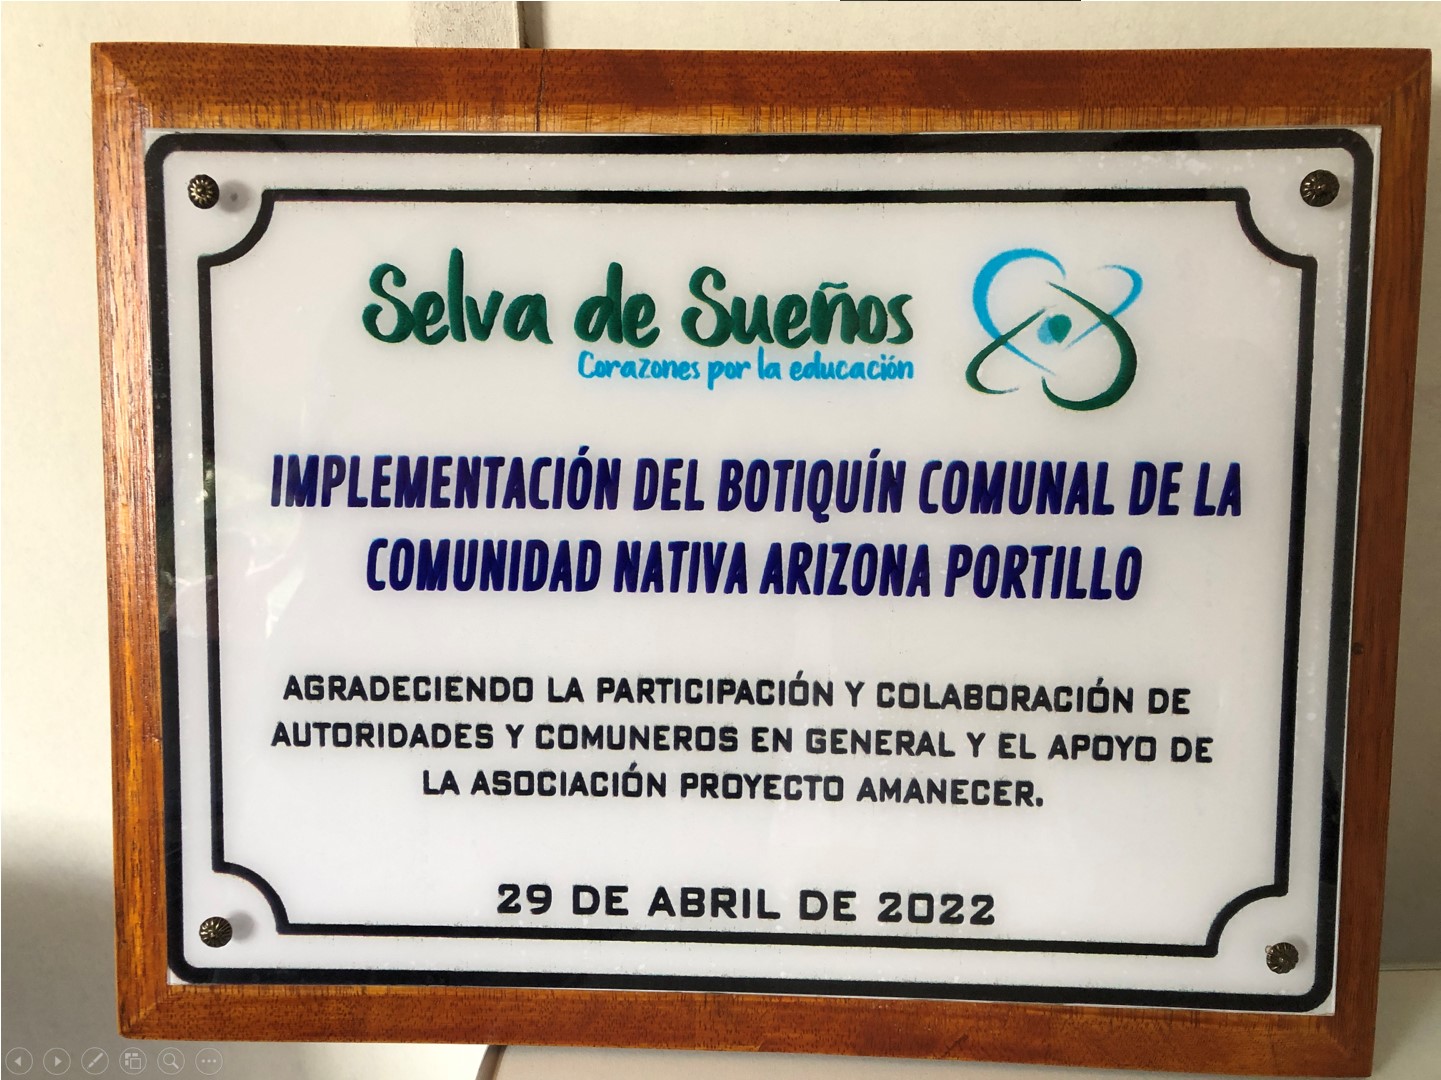 Selva de Sueños
Corazones por la educación
IMPLEMENTACIÓN DEL BOTIQUÍN COMUNAL DE LA
COMUNIDAD NATIVA ARIZONA PORTILLO
AGRADECIENDO LA PARTICIPACIÓN Y COLABORACIÓN DE
AUTORIDADES Y COMUNEROS EN GENERAL Y EL APOYO DE
LA ASOCIACIÓN PROYECTO AMANECER.
29 DE ABRIL DE 2022